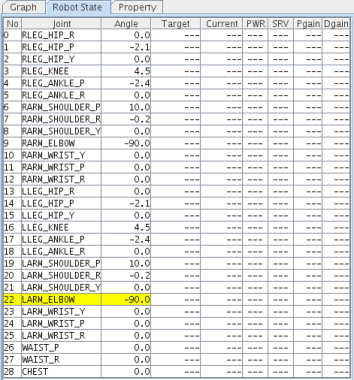 Graph Robot State Property
No Joint Angle Target Current PWR SRV Pgain Dgain
0 RLEG_HIP_R 0.0 --- --- --- --- --- ---
1 RLEG_HIP_P -2.1 --- --- --- --- --- ---
2 RLEG_HIP_Y 0.0 --- --- --- --- --- ---
3 RLEG_KNEE 4.5 --- --- --- --- --- ---
4 RLEG_ANKLE_P -2.4 --- --- --- --- --- ---
5 RLEG_ANKLE_R 0.0 --- --- --- --- --- ---
6 RARM_SHOULDER_P 10.0 --- --- --- --- --- ---
7 RARM_SHOULDER_R -0.2 --- --- --- --- --- ---
8 RARM_SHOULDER_Y 0.0 --- --- --- --- --- ---
9 RARM_ELBOW -90.0 --- --- --- --- --- ---
10 RARM_WRIST_Y 0.0 --- --- --- --- --- ---
11 RARM_WRIST_P 0.0 --- --- --- --- --- ---
12 RARM_WRIST_R 0.0 --- --- --- --- --- ---
13 LLEG_HIP_R 0.0 --- --- --- --- --- ---
14 LLEG_HIP_P -2.1 --- --- --- --- --- ---
15 LLEG_HIP_Y 0.0 --- --- --- --- --- ---
16 LLEG_KNEE 4.5 --- --- --- --- --- ---
17 LLEG_ANKLE_P -2.4 --- --- --- --- --- ---
18 LLEG_ANKLE_R 0.0 --- --- --- --- --- ---
19 LARM_SHOULDER_P 10.0 --- --- --- --- --- ---
20 LARM_SHOULDER_R -0.2 --- --- --- --- --- ---
21 LARM_SHOULDER_Y 0.0 --- --- --- --- --- ---
22 LARM_ELBOW -90.0 --- --- --- --- --- ---
23 LARM_WRIST_Y 0.0 --- --- --- --- --- ---
24 LARM_WRIST_P 0.0 --- --- --- --- --- ---
25 LARM_WRIST_R 0.0 --- --- --- --- --- ---
26 WAIST_P 0.0 --- --- --- --- --- ---
27 WAIST_R 0.0 --- --- --- --- --- ---
28 CHEST 0.0 --- --- --- --- --- ---